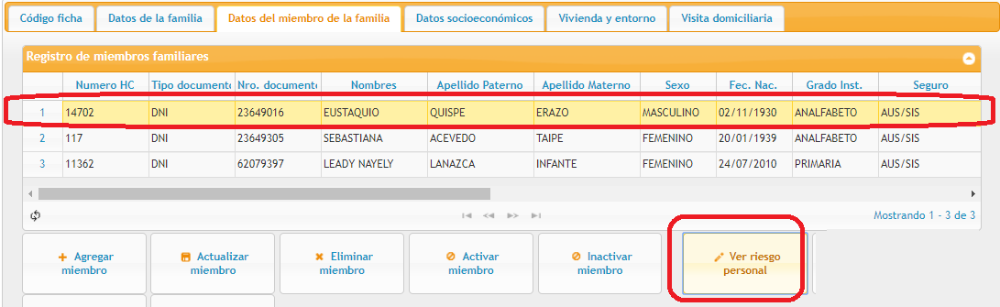 Código ficha Datos de la familia Datos del miembro de la familia Datos socioeconómicos Vivienda y entorno Visita domiciliaria
Registro de miembros familiares
Numero HC Tipo documento Nro. documento Nombres Apellido Paterno Apellido Materno Sexo Fec. Nac. Grado Inst. Seguro
1 14702 DNI 23649016 EUSTAQUIO QUISPE ERAZO MASCULINO 02/11/1930 ANALFABETO AUS/SIS
2 117 DNI 23649305 SEBASTIANA ACEVEDO TAIPE FEMENINO 20/01/1939 ANALFABETO AUS/SIS
3 11362 DNI 62079397 LEADY NAYELY LANAZCA INFANTE FEMENINO 24/07/2010 PRIMARIA AUS/SIS
Mostrando 1 - 3 de 3
Agregar miembro
Actualizar miembro
Eliminar miembro
Activar miembro
Inactivar miembro
Ver riesgo personal